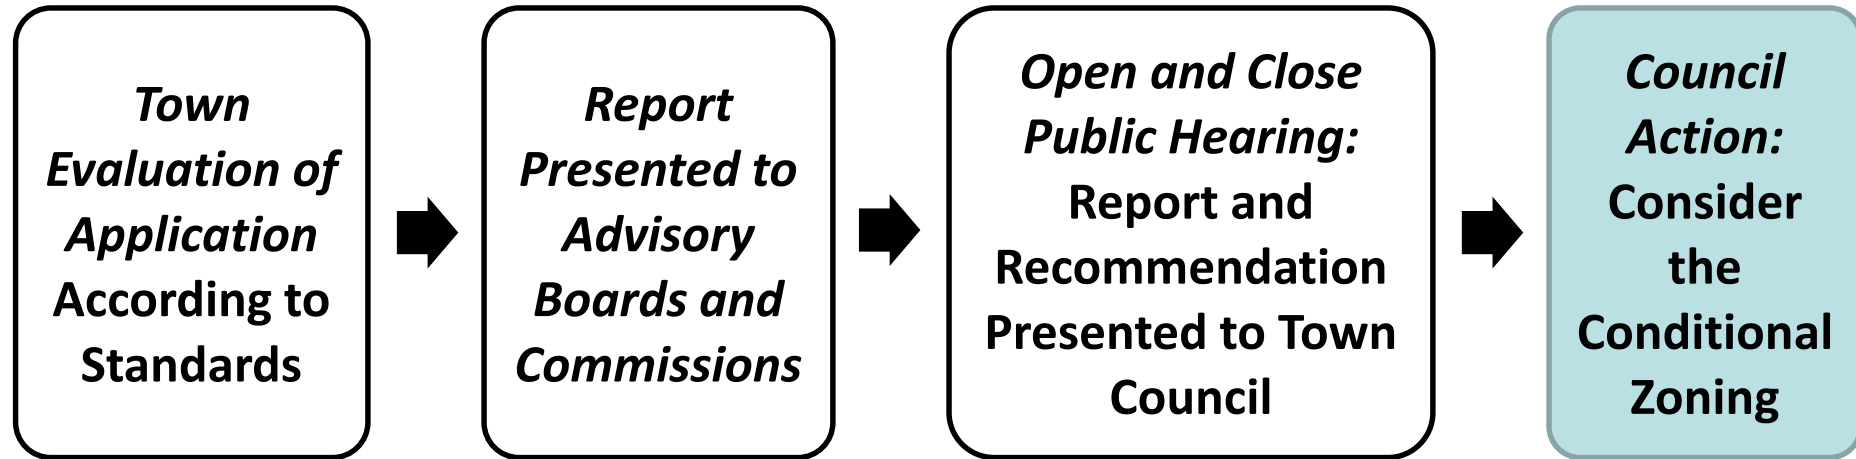 Town
Evaluation of
Application
According to
Standards
Report
Presented to
Advisory
Boards and
Commissions
Open and Close
Public Hearing:
Report and
Recommendation
Presented to Town
Council
Council
Action:
Consider
the
Conditional
Zoning